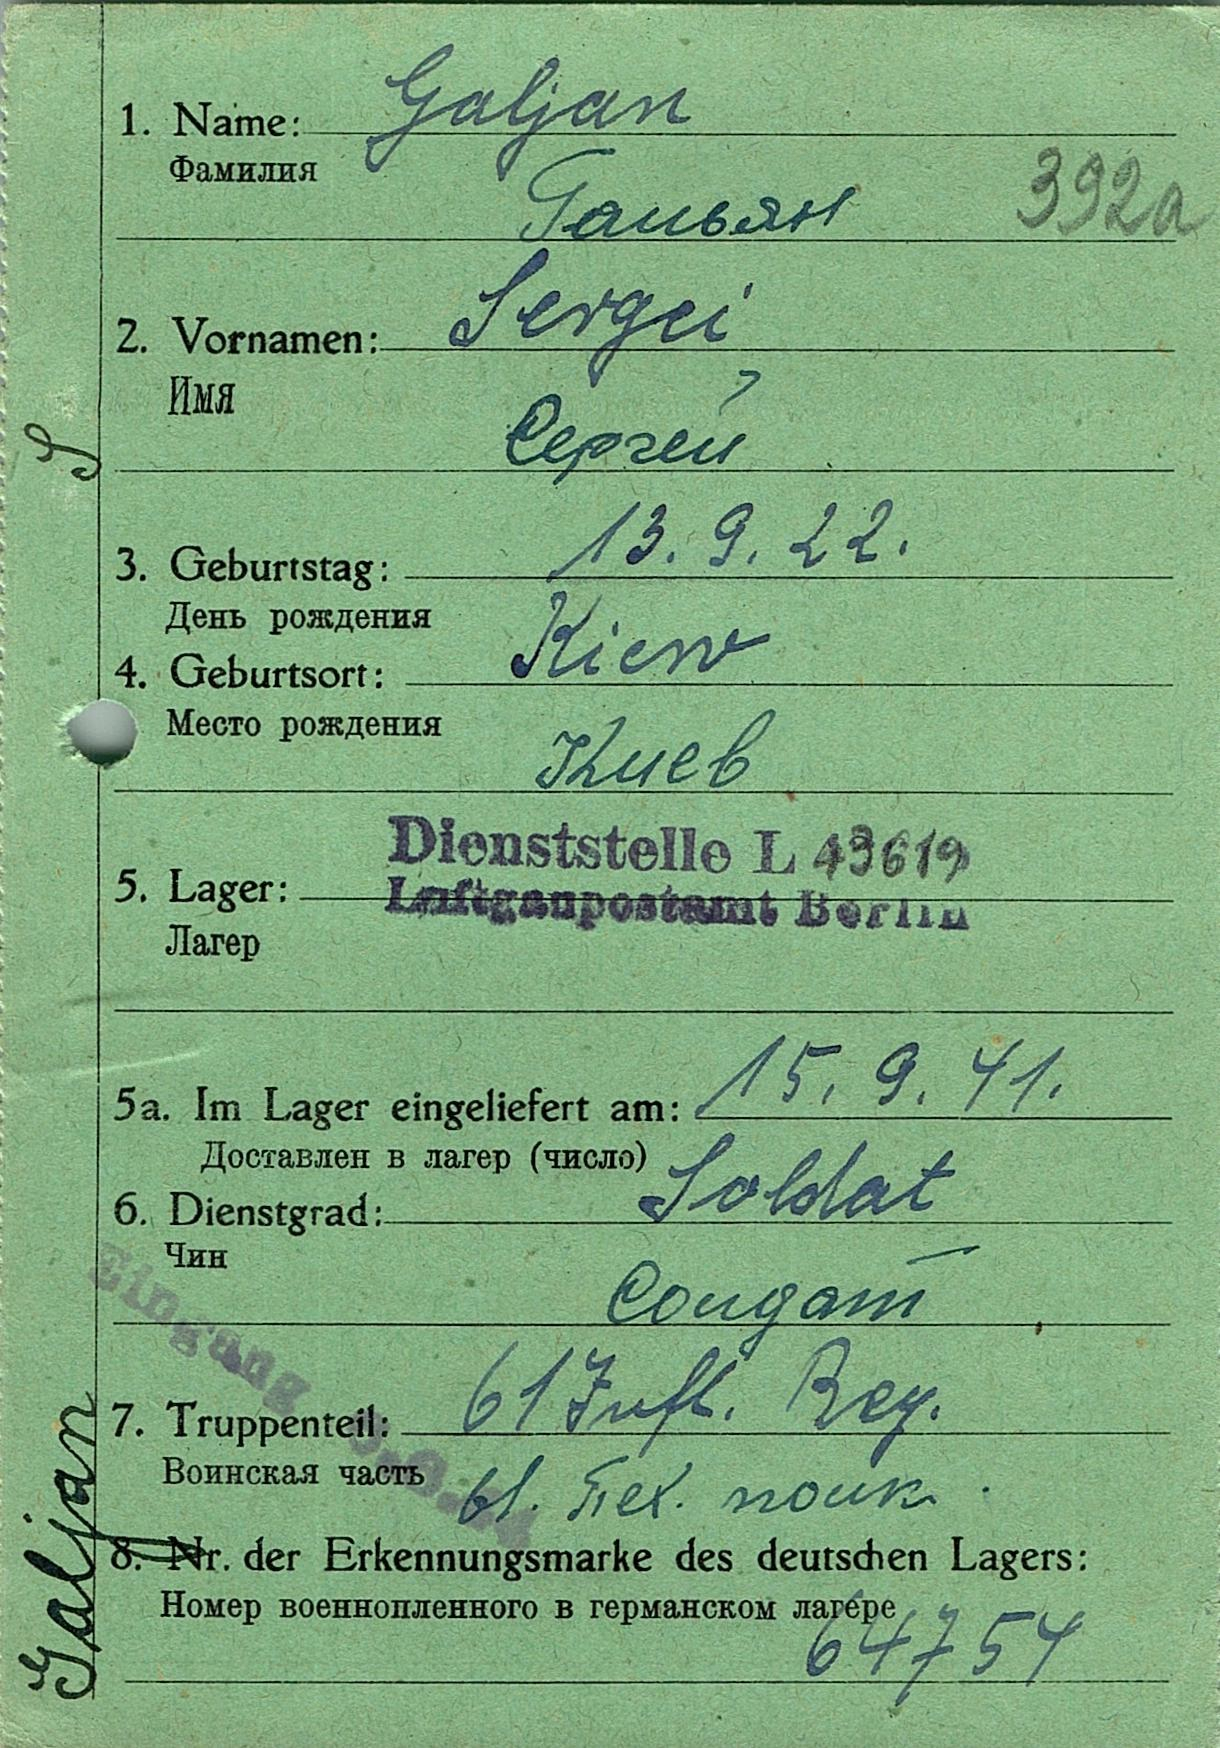 1. Name: Galjan
Фамилия
Гальян
392a
2. Vornamen: Sergei
Имя
Сергей
3. Geburtstag: 13. 9. 22.
День рождения
4. Geburtsort: Kiew
Место рождения
Киев
Dienststelle L 43619
5. Lager: Luftgaupostamt Berlin
Лагер
5a. Im Lager eingeliefert am: 15. 9. 41.
Доставлен в лагер (число)
6. Dienstgrad: Soldat
Чин
Солдат
Eingang
7. Truppenteil: 61 Inft. Reg.
Воинская часть
61. Пех. полк.
8. Nr. der Erkennungsmarke des deutschen Lagers:
Номер военнопленного в германском лагере
64754
Galjan S